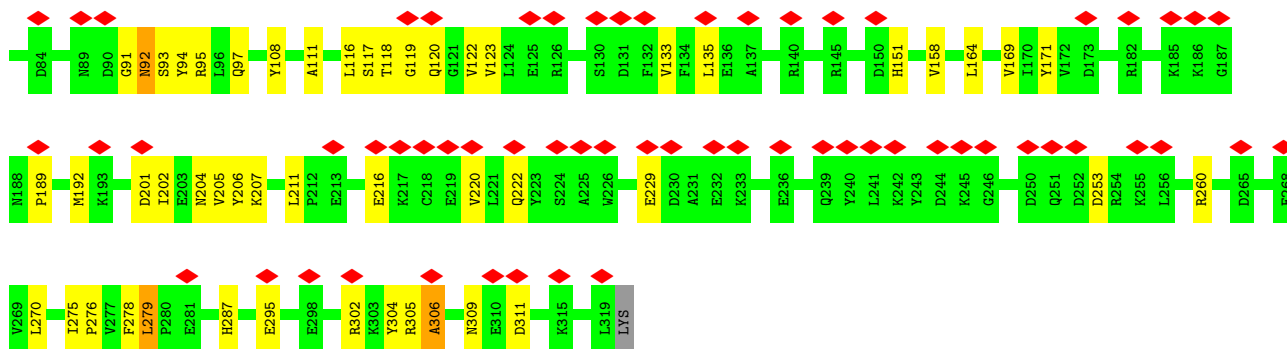 D84 N89 D90 G91 N92 S93 Y94 R95 L96 Q97 Y108 A111 L116 S117 T118 G119 Q120 G121 V122 V123 L124 E125 R126 S130 D131 F132 V133 F134 L135 E136 A137 R140 R145 D150 H151 V158 L164 V169 I170 Y171 V172 D173 R182 K185 K186 G187
N188 P189 M192 K193 D201 I202 E203 N204 V205 Y206 K207 L211 P212 E213 E216 K217 C218 E219 V220 L221 Q222 Y223 S224 A225 W226 E229 D230 A231 E232 K233 E236 Q239 Y240 L241 K242 Y243 D244 K245 G246 D250 Q251 D252 D253 R254 K255 L256 R260 D265
V269 L270 I275 P276 V277 F278 L279 P280 E281 H287 E295 E298 R302 K303 Y304 R305 A306 N309 E310 D311 K315 L319 LYS